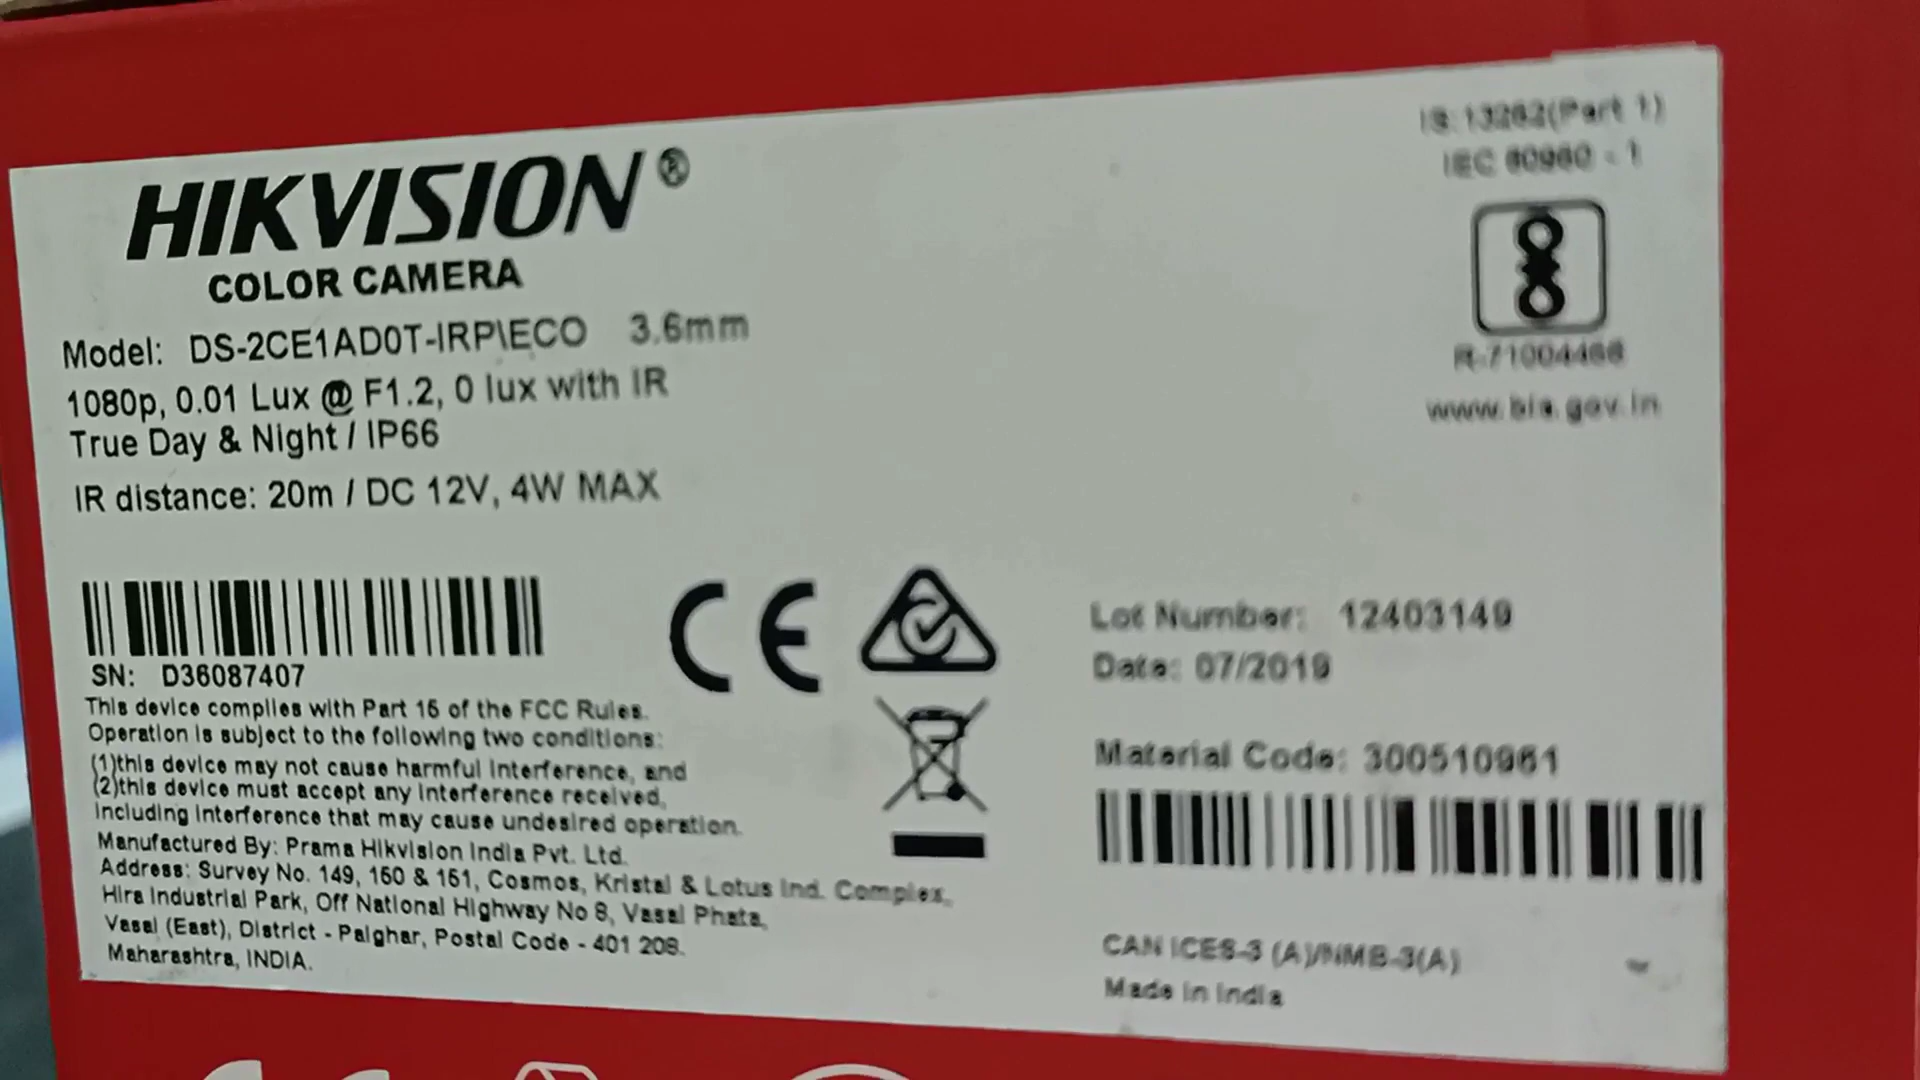 HIKVISION®
COLOR CAMERA
Model: DS-2CE1AD0T-IRP\ECO 3.6mm
1080p, 0.01 Lux @ F1.2, 0 lux with IR
True Day & Night / IP66
IR distance: 20m / DC 12V, 4W MAX
SN: D36087407
This device complies with Part 15 of the FCC Rules.
Operation is subject to the following two conditions:
(1)this device may not cause harmful interference, and
(2)this device must accept any interference received,
including interference that may cause undesired operation.
Manufactured By: Prama Hikvision India Pvt. Ltd.
Address: Survey No. 149, 150 & 151, Cosmos, Kristal & Lotus Ind. Complex,
Hira Industrial Park, Off National Highway No 8, Vasai Phata,
Vasai (East), District - Palghar, Postal Code - 401 208.
Maharashtra, INDIA.
CE
IS 13252(Part 1)
IEC 60950 - 1
www.bis.gov.in
Lot Number: 12403149
Date: 07/2019
Material Code: 300510961
CAN ICES-3 (A)/NMB-3(A)
Made in India